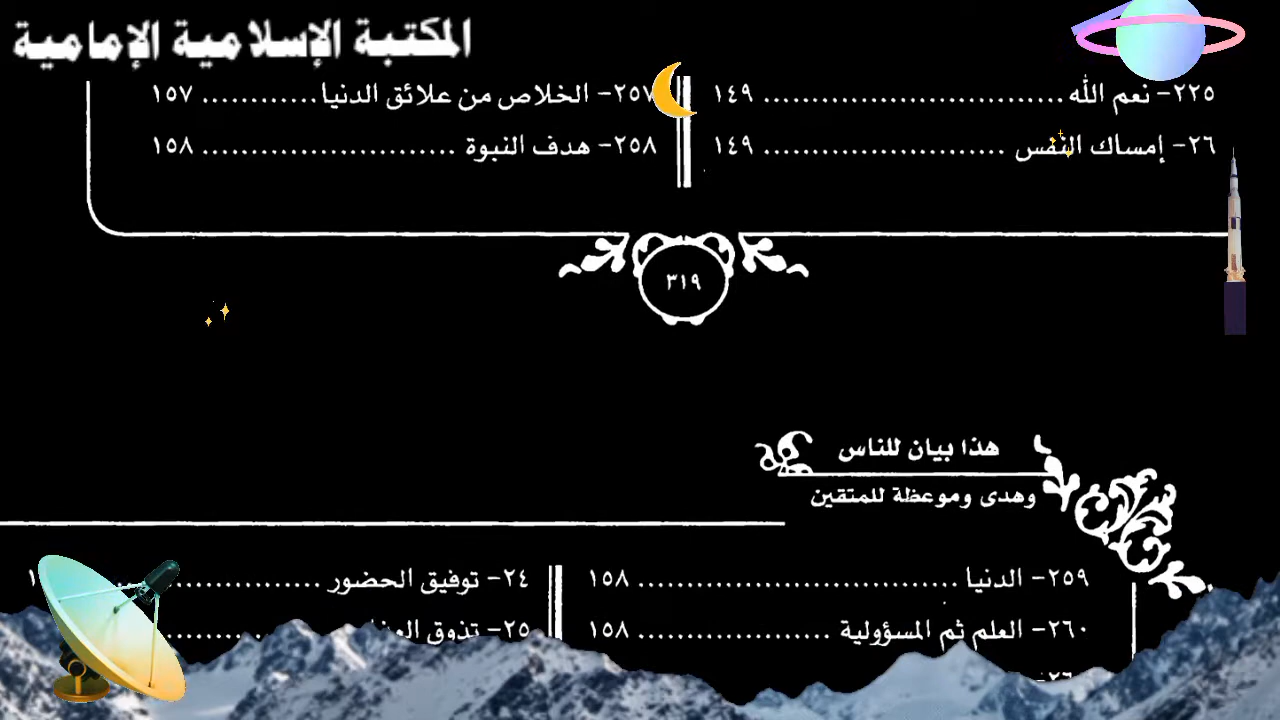 المكتبة الإسلامية الإمامية
٢٢٥- نعم الله ............................ ١٤٩
٢٦- إمساك النفس ........................ ١٤٩
٢٥٧- الخلاص من علائق الدنيا ............ ١٥٧
٢٥٨- هدف النبوة ........................ ١٥٨
٣١٩
هذا بيان للناس
وهدى وموعظة للمتقين
٢٥٩- الدنيا .............................. ١٥٨
٢٦٠- العلم ثم المسؤولية .................. ١٥٨
٢٤- توفيق الحضور ..............
٢٥- تذوق